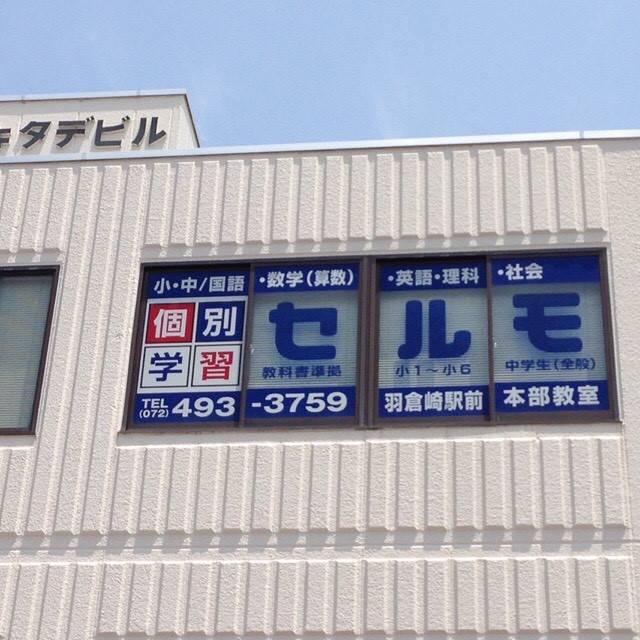 キタデビル
小・中/国語
・数学(算数)
・英語・理科
・社会
個別
学習
セルモ
教科書準拠
小1～小6
中学生(全般)
TEL(072)493-3759
羽倉崎駅前
本部教室